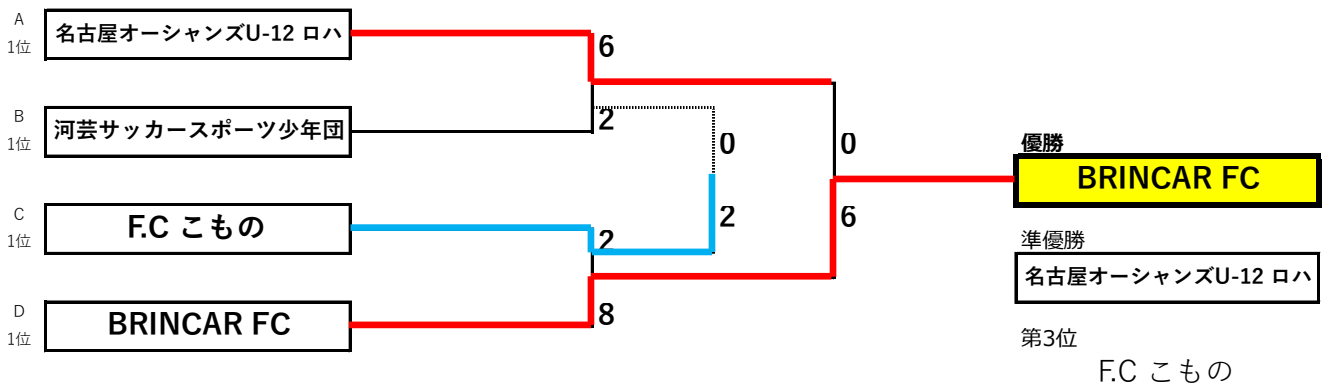 A
1位
名古屋オーシャンズU-12 ロハ
6
B
1位
河芸サッカースポーツ少年団
2
0
0
優勝
BRINCAR FC
C
1位
F.C こもの
2
2
6
準優勝
名古屋オーシャンズU-12 ロハ
D
1位
BRINCAR FC
8
第3位
F.C こもの